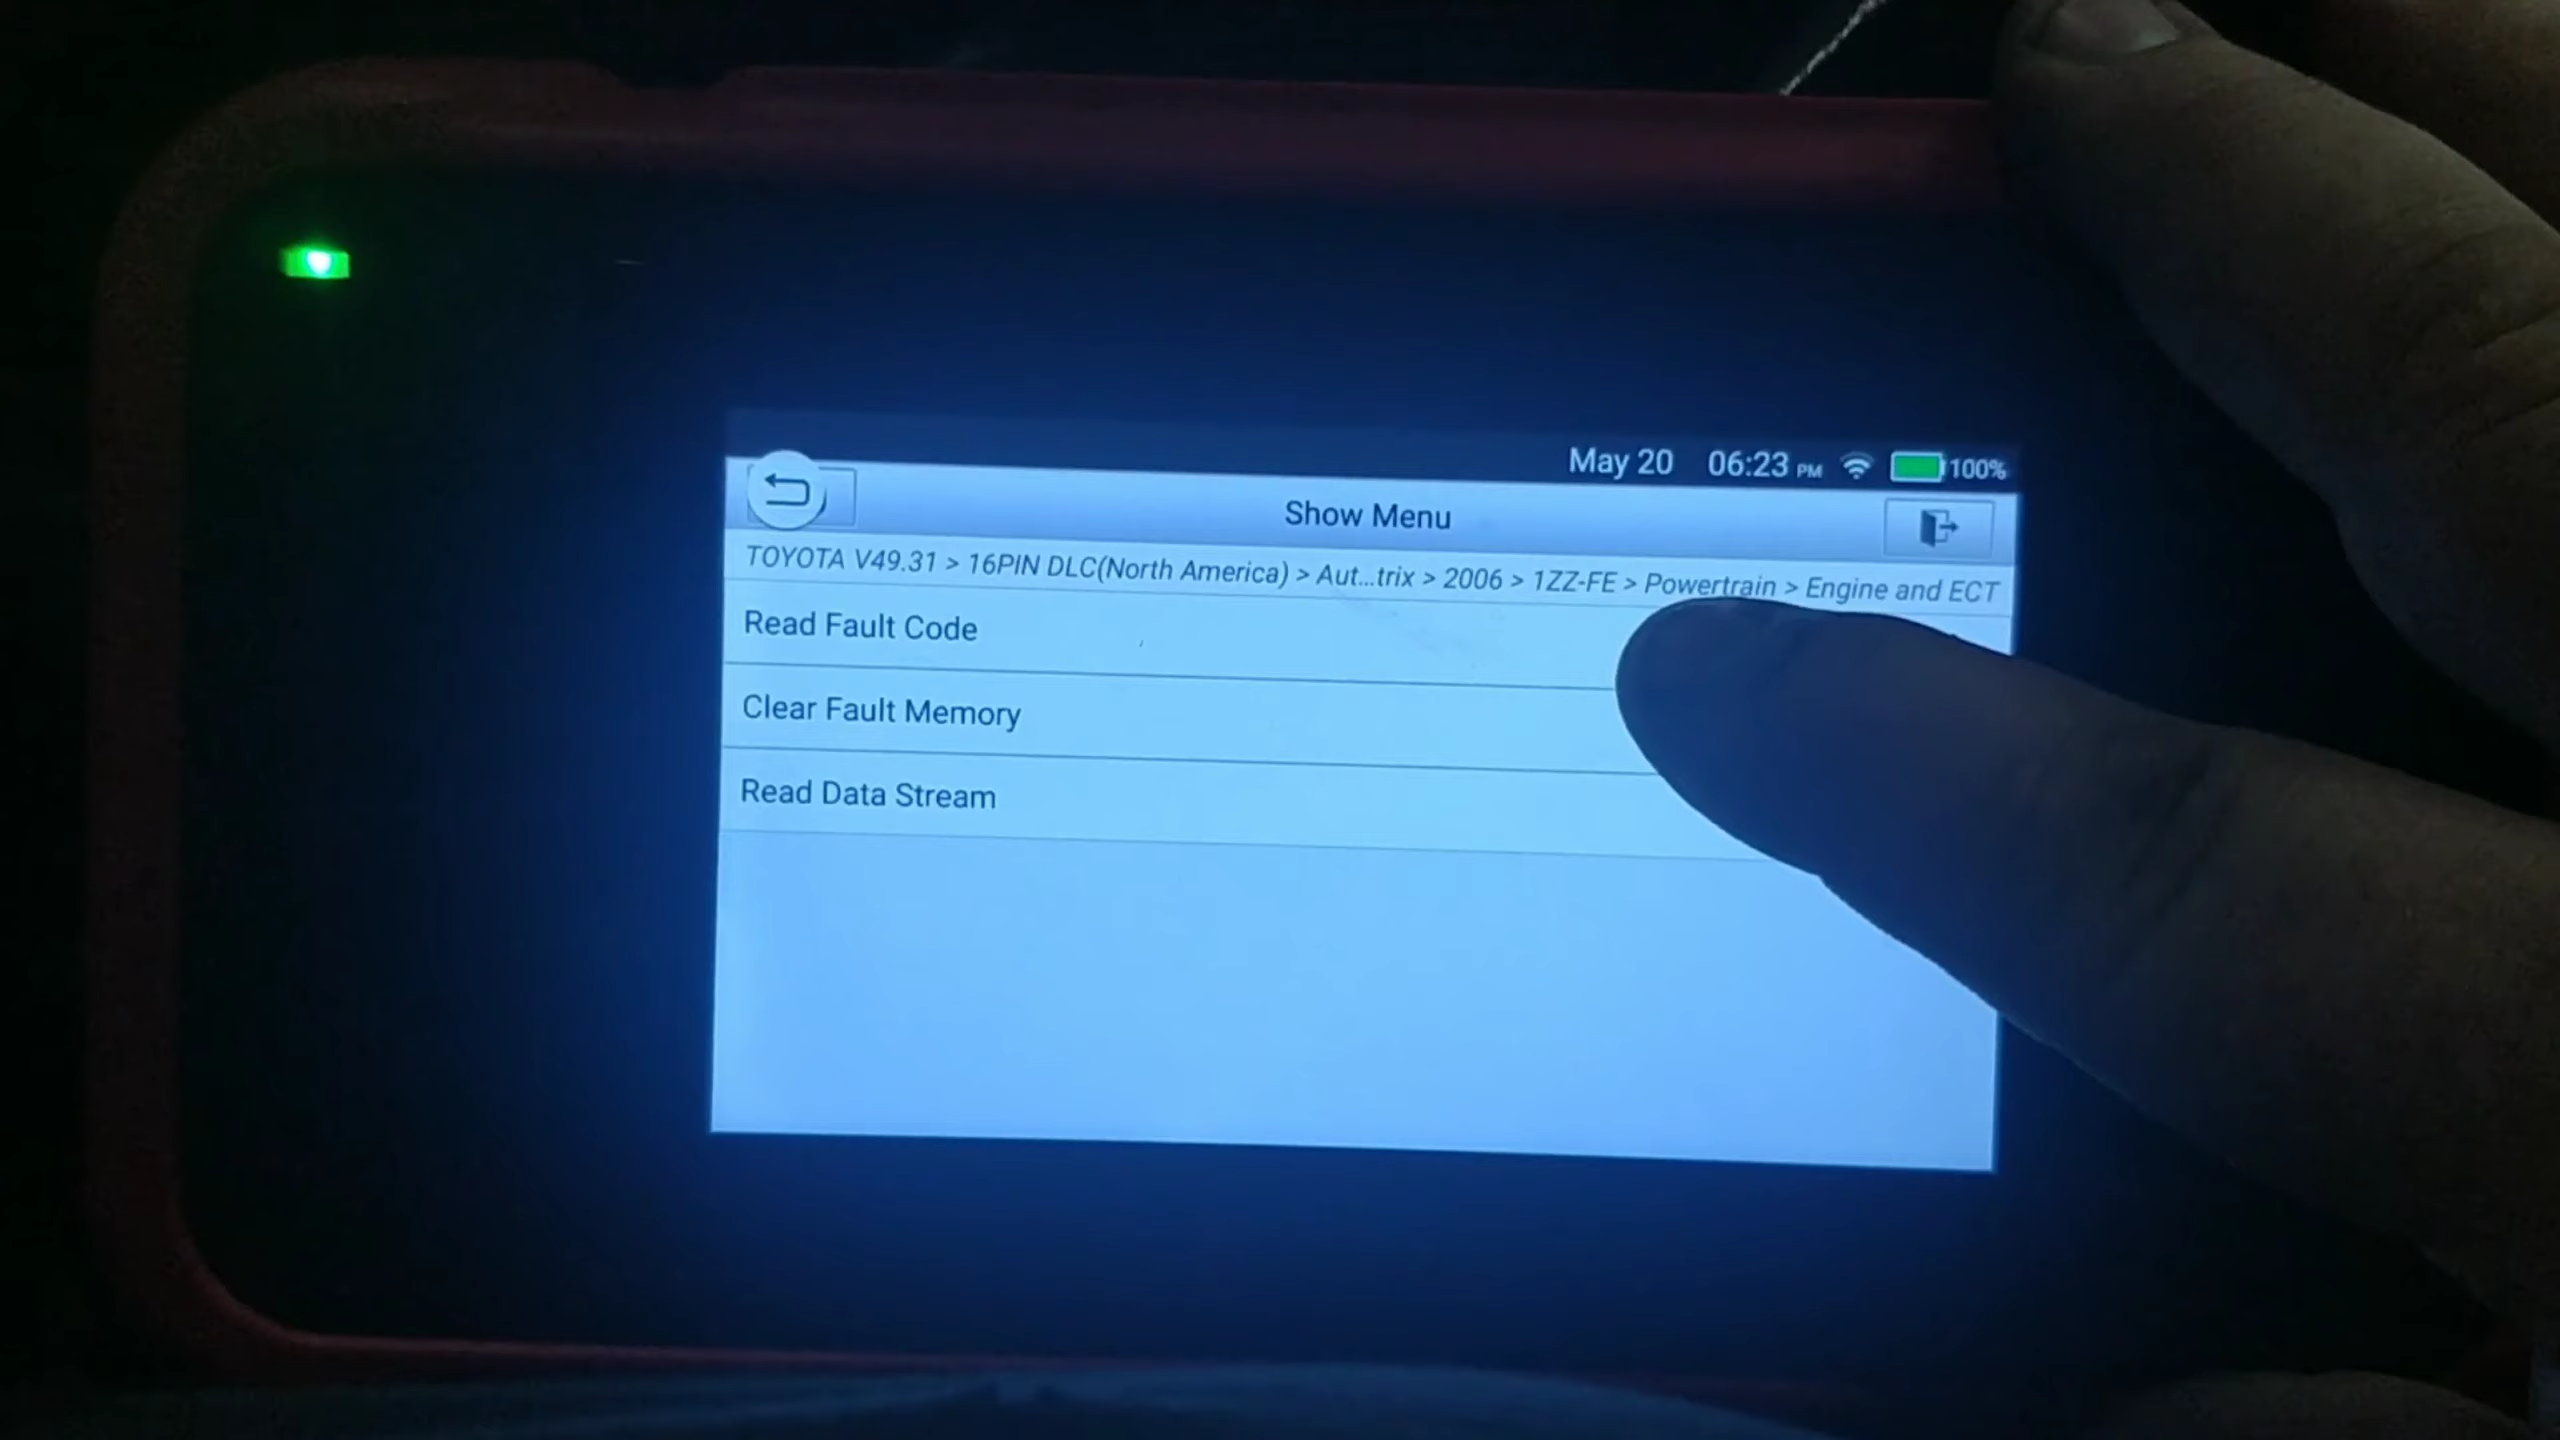 May 20 06:23 PM 100%
Show Menu
TOYOTA V49.31 > 16PIN DLC(North America) > Aut...trix > 2006 > 1ZZ-FE > Powertrain > Engine and ECT
Read Fault Code
Clear Fault Memory
Read Data Stream